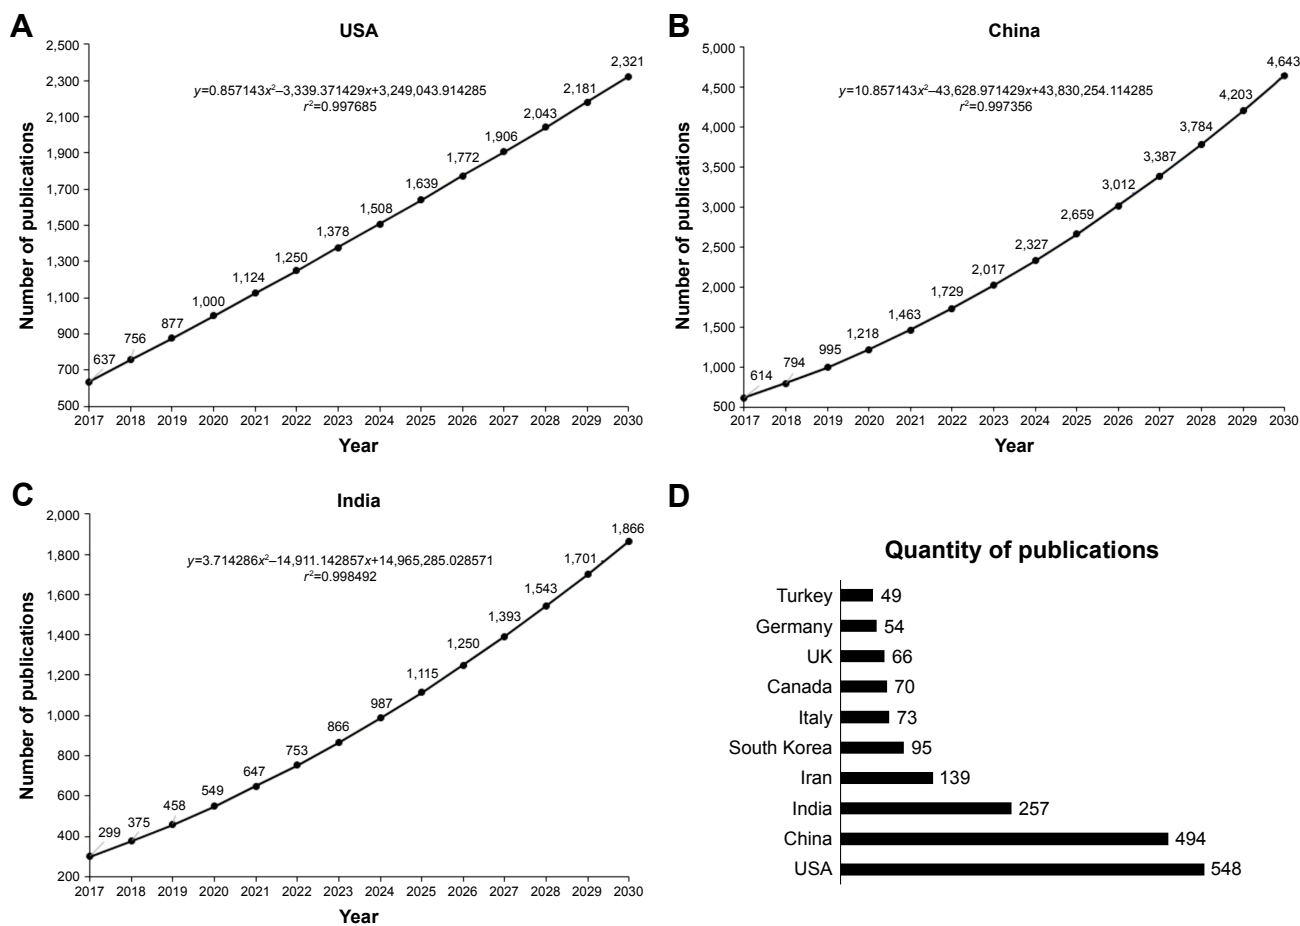 A
USA
y=0.857143x²–3,339.371429x+3,249,043.914285
r²=0.997685
Number of publications
2,500
2,300
2,100
1,900
1,700
1,500
1,300
1,100
900
700
500
637
756
877
1,000
1,124
1,250
1,378
1,508
1,639
1,772
1,906
2,043
2,181
2,321
2017 2018 2019 2020 2021 2022 2023 2024 2025 2026 2027 2028 2029 2030
Year
B
China
y=10.857143x²–43,628.971429x+43,830,254.114285
r²=0.997356
Number of publications
5,000
4,500
4,000
3,500
3,000
2,500
2,000
1,500
1,000
500
614
794
995
1,218
1,463
1,729
2,017
2,327
2,659
3,012
3,387
3,784
4,203
4,643
2017 2018 2019 2020 2021 2022 2023 2024 2025 2026 2027 2028 2029 2030
Year
C
India
y=3.714286x²–14,911.142857x+14,965,285.028571
r²=0.998492
Number of publications
2,000
1,800
1,600
1,400
1,200
1,000
800
600
400
200
299
375
458
549
647
753
866
987
1,115
1,250
1,393
1,543
1,701
1,866
2017 2018 2019 2020 2021 2022 2023 2024 2025 2026 2027 2028 2029 2030
Year
D
Quantity of publications
Turkey 49
Germany 54
UK 66
Canada 70
Italy 73
South Korea 95
Iran 139
India 257
China 494
USA 548